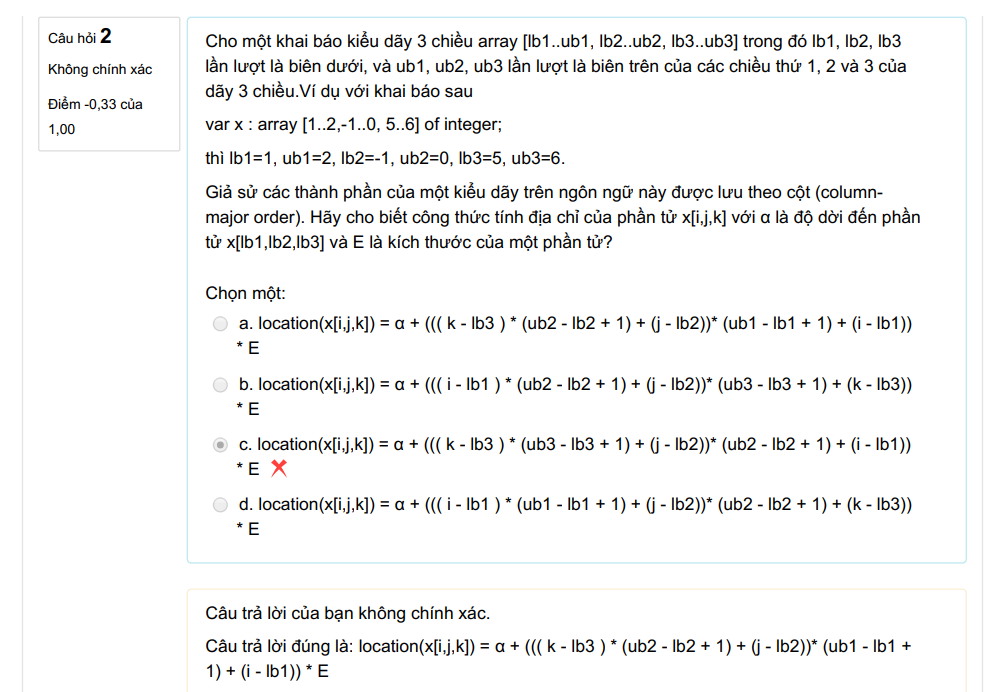 Câu hỏi 2
Không chính xác
Điểm -0,33 của
1,00
Cho một khai báo kiểu dãy 3 chiều array [lb1..ub1, lb2..ub2, lb3..ub3] trong đó lb1, lb2, lb3
lần lượt là biên dưới, và ub1, ub2, ub3 lần lượt là biên trên của các chiều thứ 1, 2 và 3 của
dãy 3 chiều.Ví dụ với khai báo sau
var x : array [1..2,-1..0, 5..6] of integer;
thì lb1=1, ub1=2, lb2=-1, ub2=0, lb3=5, ub3=6.
Giả sử các thành phần của một kiểu dãy trên ngôn ngữ này được lưu theo cột (column-
major order). Hãy cho biết công thức tính địa chỉ của phần tử x[i,j,k] với α là độ dời đến phần
tử x[lb1,lb2,lb3] và E là kích thước của một phần tử?
Chọn một:
a. location(x[i,j,k]) = α + ((( k - lb3 ) * (ub2 - lb2 + 1) + (j - lb2))* (ub1 - lb1 + 1) + (i - lb1))
* E
b. location(x[i,j,k]) = α + ((( i - lb1 ) * (ub2 - lb2 + 1) + (j - lb2))* (ub3 - lb3 + 1) + (k - lb3))
* E
c. location(x[i,j,k]) = α + ((( k - lb3 ) * (ub3 - lb3 + 1) + (j - lb2))* (ub2 - lb2 + 1) + (i - lb1))
* E
d. location(x[i,j,k]) = α + ((( i - lb1 ) * (ub1 - lb1 + 1) + (j - lb2))* (ub2 - lb2 + 1) + (k - lb3))
* E
Câu trả lời của bạn không chính xác.
Câu trả lời đúng là: location(x[i,j,k]) = α + ((( k - lb3 ) * (ub2 - lb2 + 1) + (j - lb2))* (ub1 - lb1 +
1) + (i - lb1)) * E